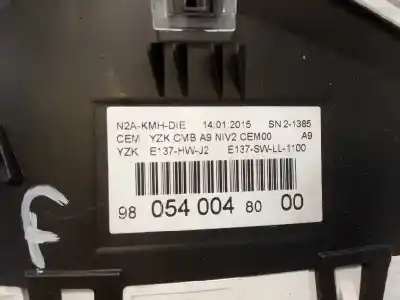 N2A-KMH-DIE 14.01.2015 SN 2-1385
CEM YZK CMB A9 NIV2 CEM00 A9
YZK E137-HW-J2 E137-SW-LL-1100
98 054 004 80 00